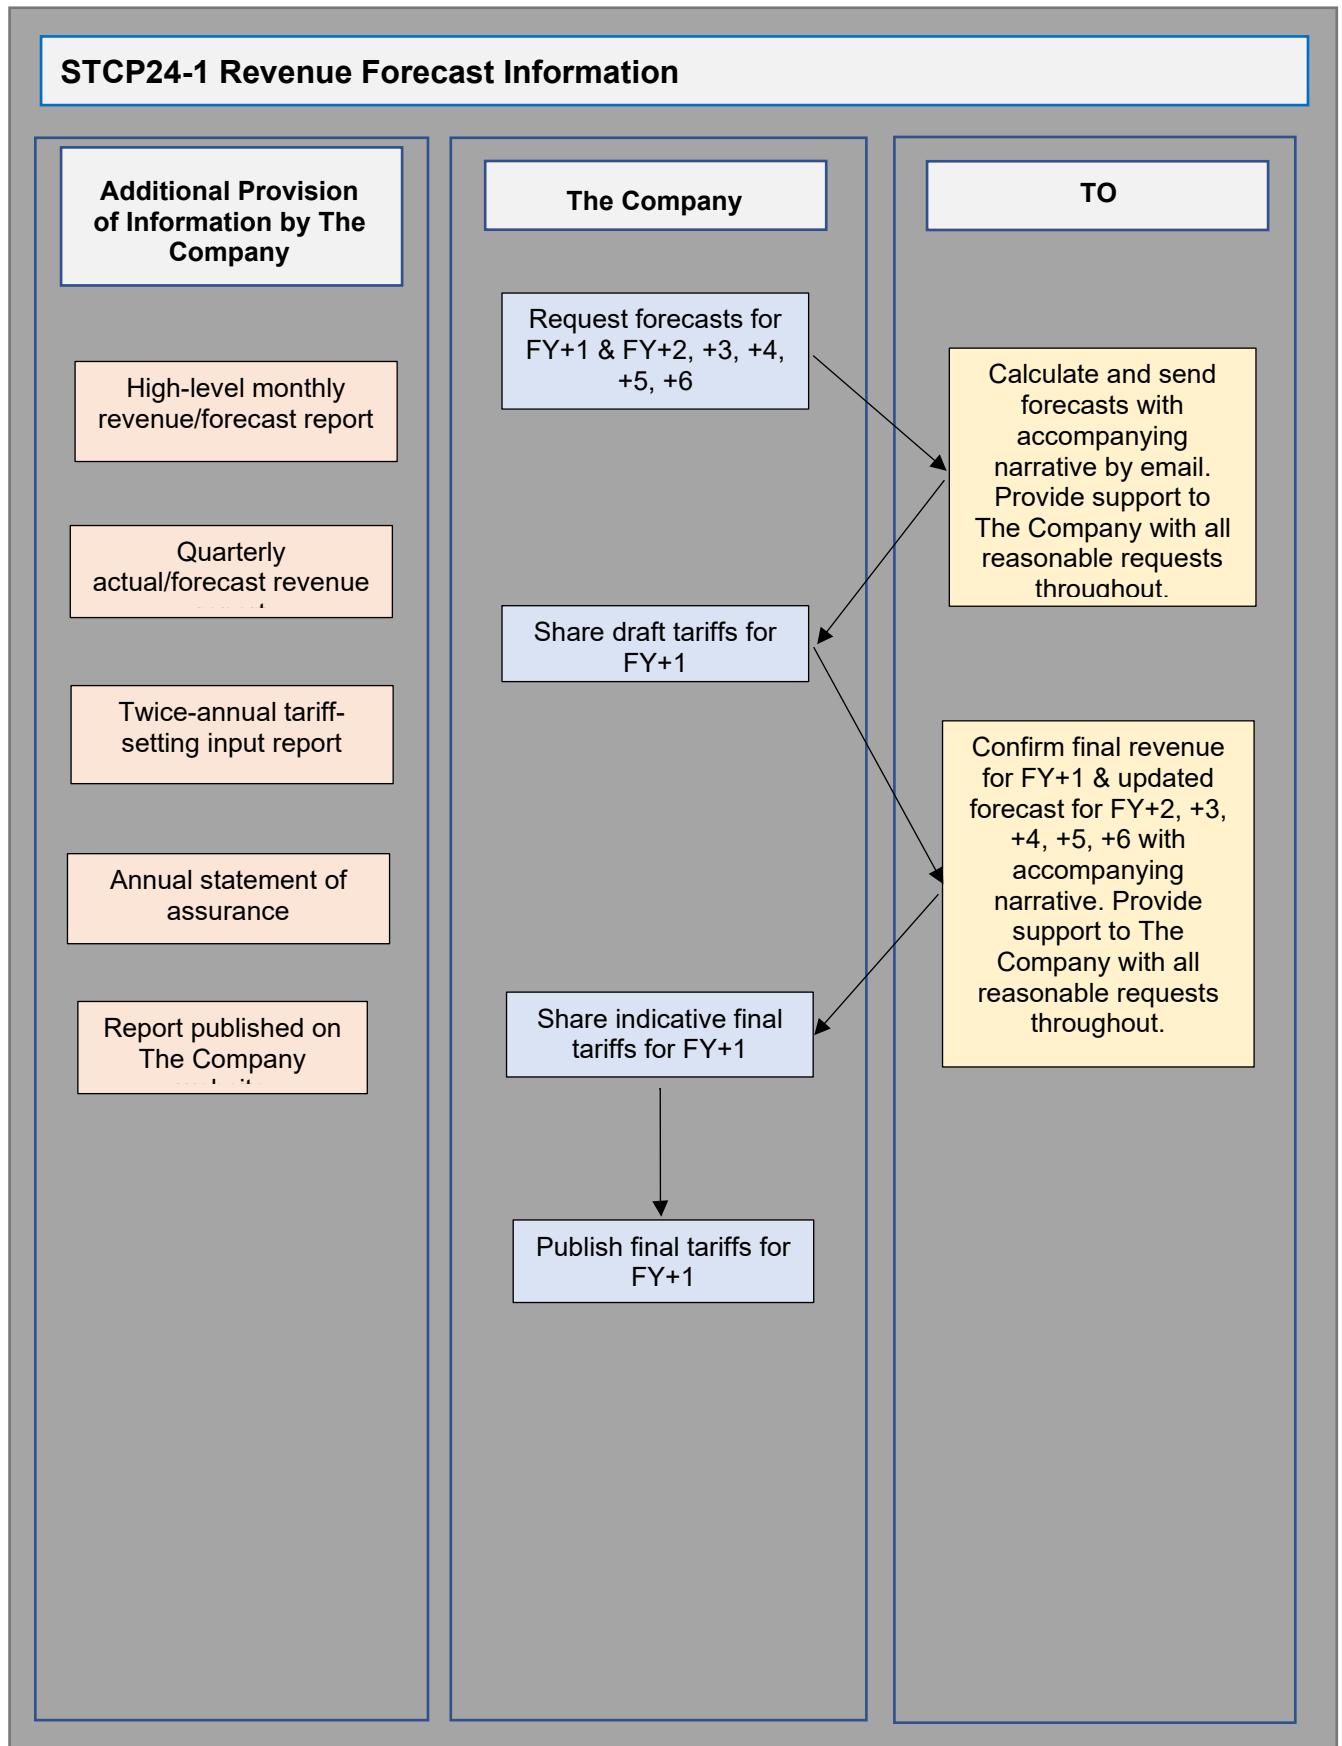 STCP24-1 Revenue Forecast Information
Additional Provision
of Information by The
Company
High-level monthly
revenue/forecast report
Quarterly
actual/forecast revenue
Twice-annual tariff-
setting input report
Annual statement of
assurance
Report published on
The Company
The Company
Request forecasts for
FY+1 & FY+2, +3, +4,
+5, +6
Share draft tariffs for
FY+1
Share indicative final
tariffs for FY+1
Publish final tariffs for
FY+1
TO
Calculate and send
forecasts with
accompanying
narrative by email.
Provide support to
The Company with all
reasonable requests
throughout.
Confirm final revenue
for FY+1 & updated
forecast for FY+2, +3,
+4, +5, +6 with
accompanying
narrative. Provide
support to The
Company with all
reasonable requests
throughout.